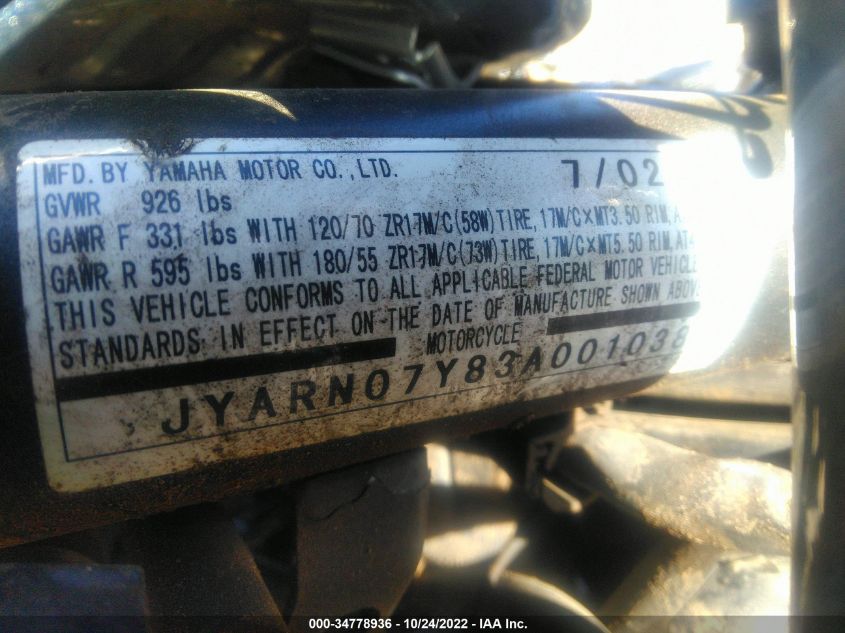 MFD. BY YAMAHA MOTOR CO., LTD. 7/02
GVWR 926 lbs
GAWR F 331 lbs WITH 120/70 ZR17M/C(58W)TIRE, 17M/C×MT3.50 RIM, A
GAWR R 595 lbs WITH 180/55 ZR17M/C(73W)TIRE, 17M/C×MT5.50 RIM, AT
THIS VEHICLE CONFORMS TO ALL APPLICABLE FEDERAL MOTOR VEHICLE
STANDARDS IN EFFECT ON THE DATE OF MANUFACTURE SHOWN ABOV
MOTORCYCLE
JYARN07Y83A001038
000-34778936 - 10/24/2022 - IAA Inc.